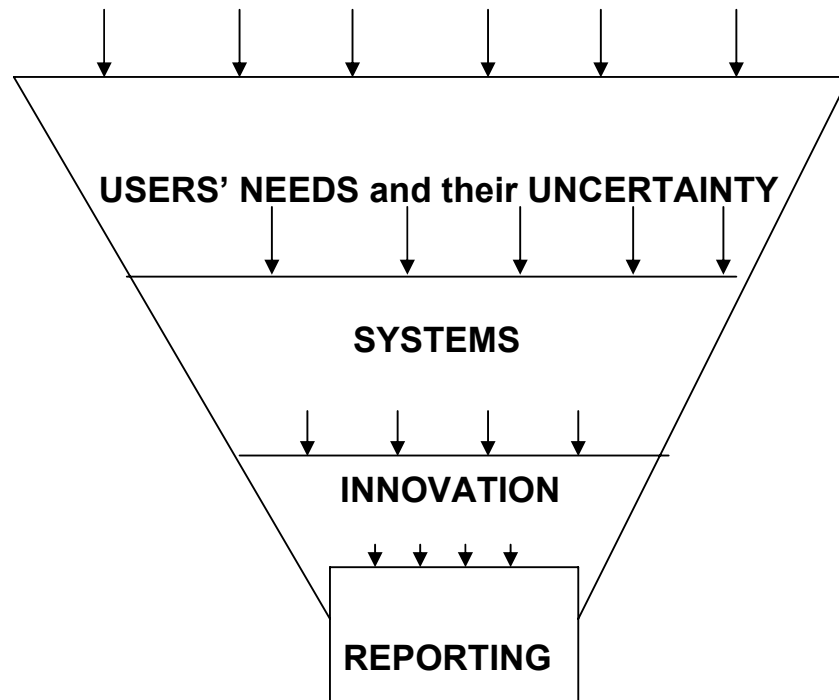 USERS’ NEEDS and their UNCERTAINTY
SYSTEMS
INNOVATION
REPORTING